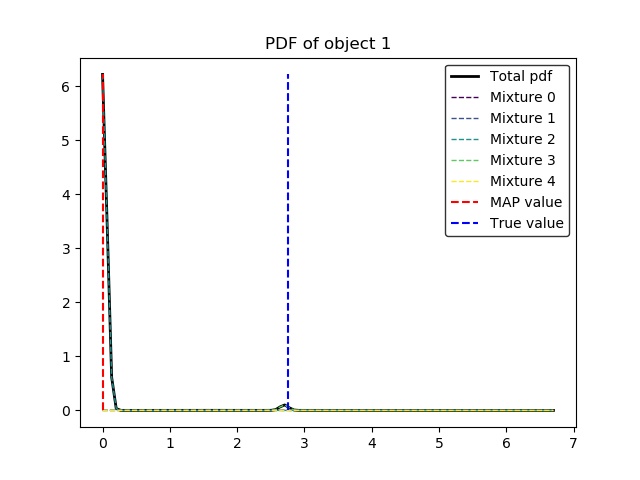 PDF of object 1
Total pdf
Mixture 0
Mixture 1
Mixture 2
Mixture 3
Mixture 4
MAP value
True value
6
5
4
3
2
1
0
0 1 2 3 4 5 6 7